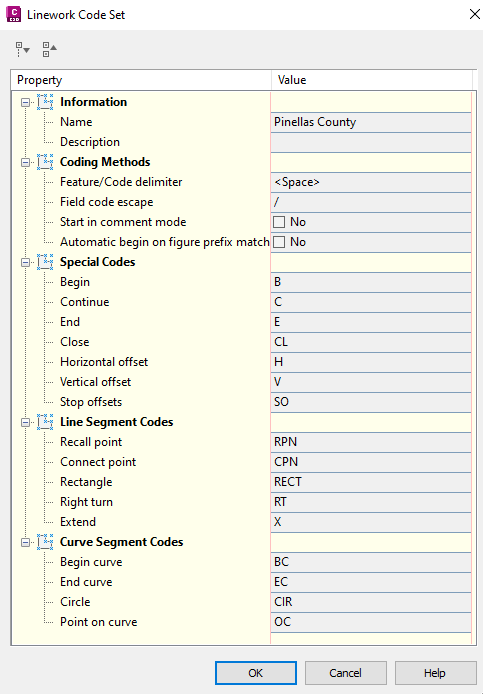 Linework Code Set
Property Value
Information
Name Pinellas County
Description
Coding Methods
Feature/Code delimiter <Space>
Field code escape /
Start in comment mode No
Automatic begin on figure prefix match No
Special Codes
Begin B
Continue C
End E
Close CL
Horizontal offset H
Vertical offset V
Stop offsets SO
Line Segment Codes
Recall point RPN
Connect point CPN
Rectangle RECT
Right turn RT
Extend X
Curve Segment Codes
Begin curve BC
End curve EC
Circle CIR
Point on curve OC
OK Cancel Help